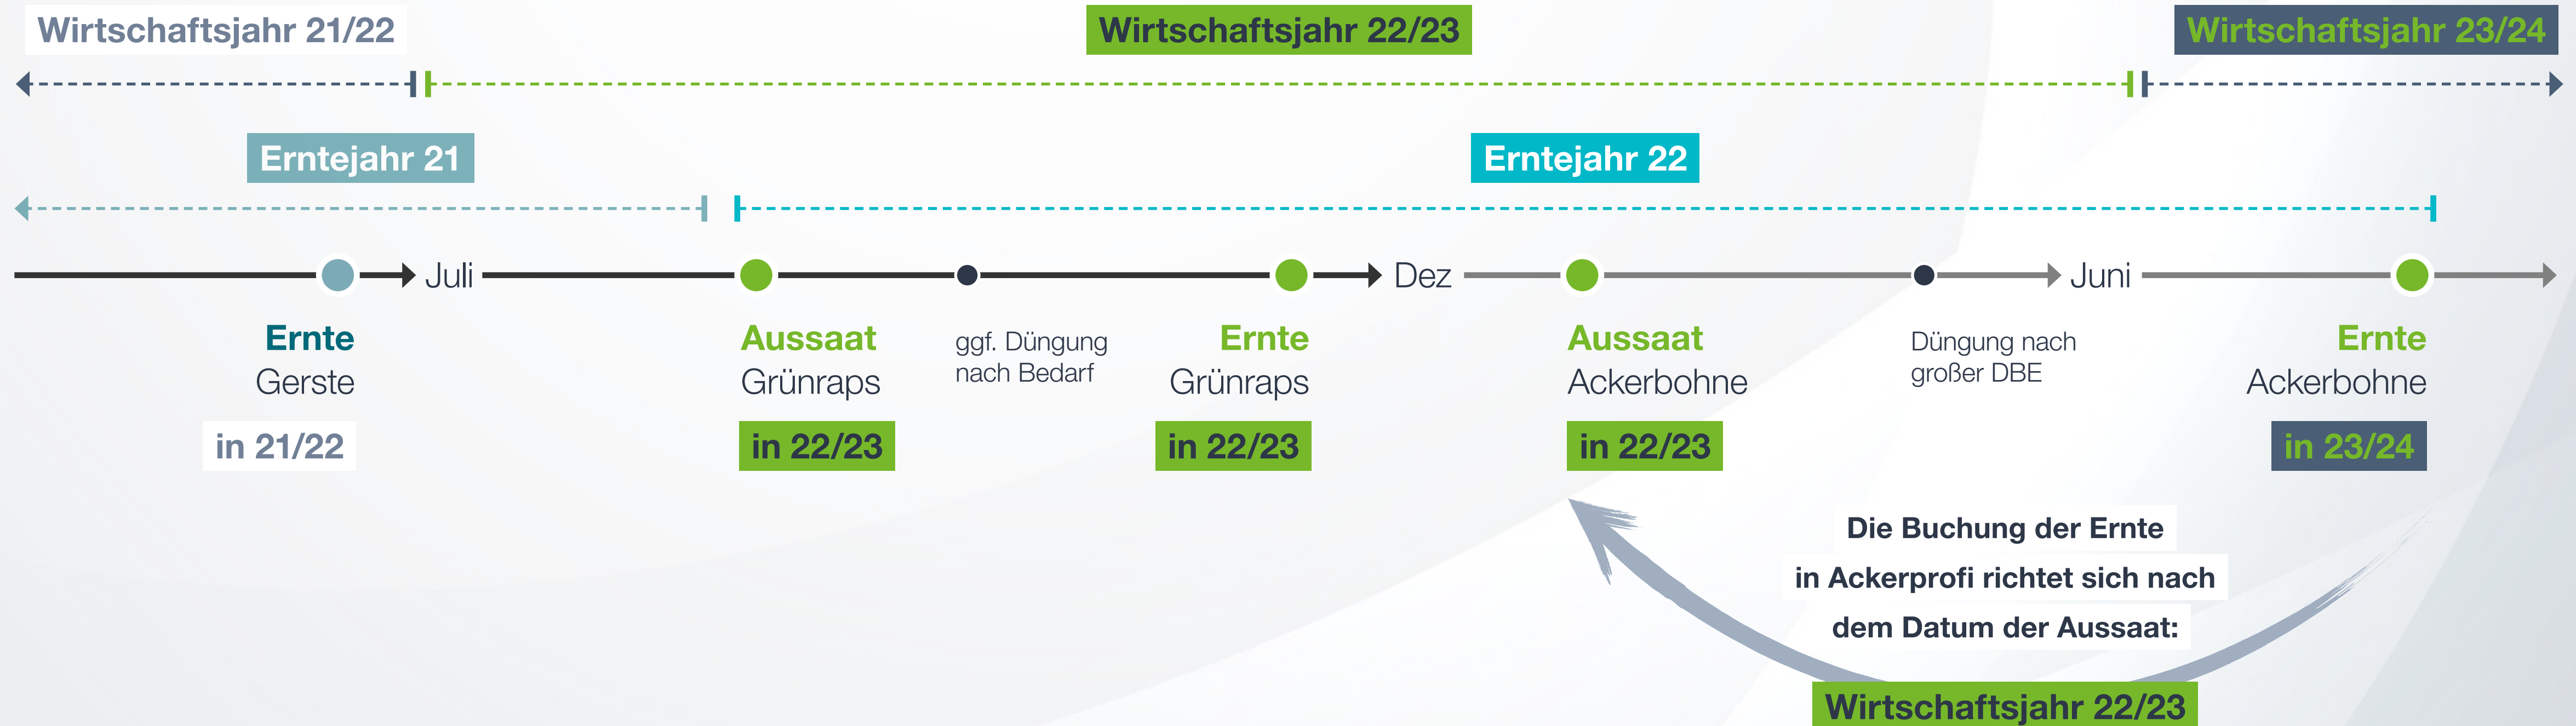 Wirtschaftsjahr 21/22
Wirtschaftsjahr 22/23
Wirtschaftsjahr 23/24
Erntejahr 21
Erntejahr 22
Juli
Dez
Juni
Ernte
Gerste
in 21/22
Aussaat
Grünraps
in 22/23
ggf. Düngung
nach Bedarf
Ernte
Grünraps
in 22/23
Aussaat
Ackerbohne
in 22/23
Düngung nach
großer DBE
Ernte
Ackerbohne
in 23/24
Die Buchung der Ernte
in Ackerprofi richtet sich nach
dem Datum der Aussaat:
Wirtschaftsjahr 22/23